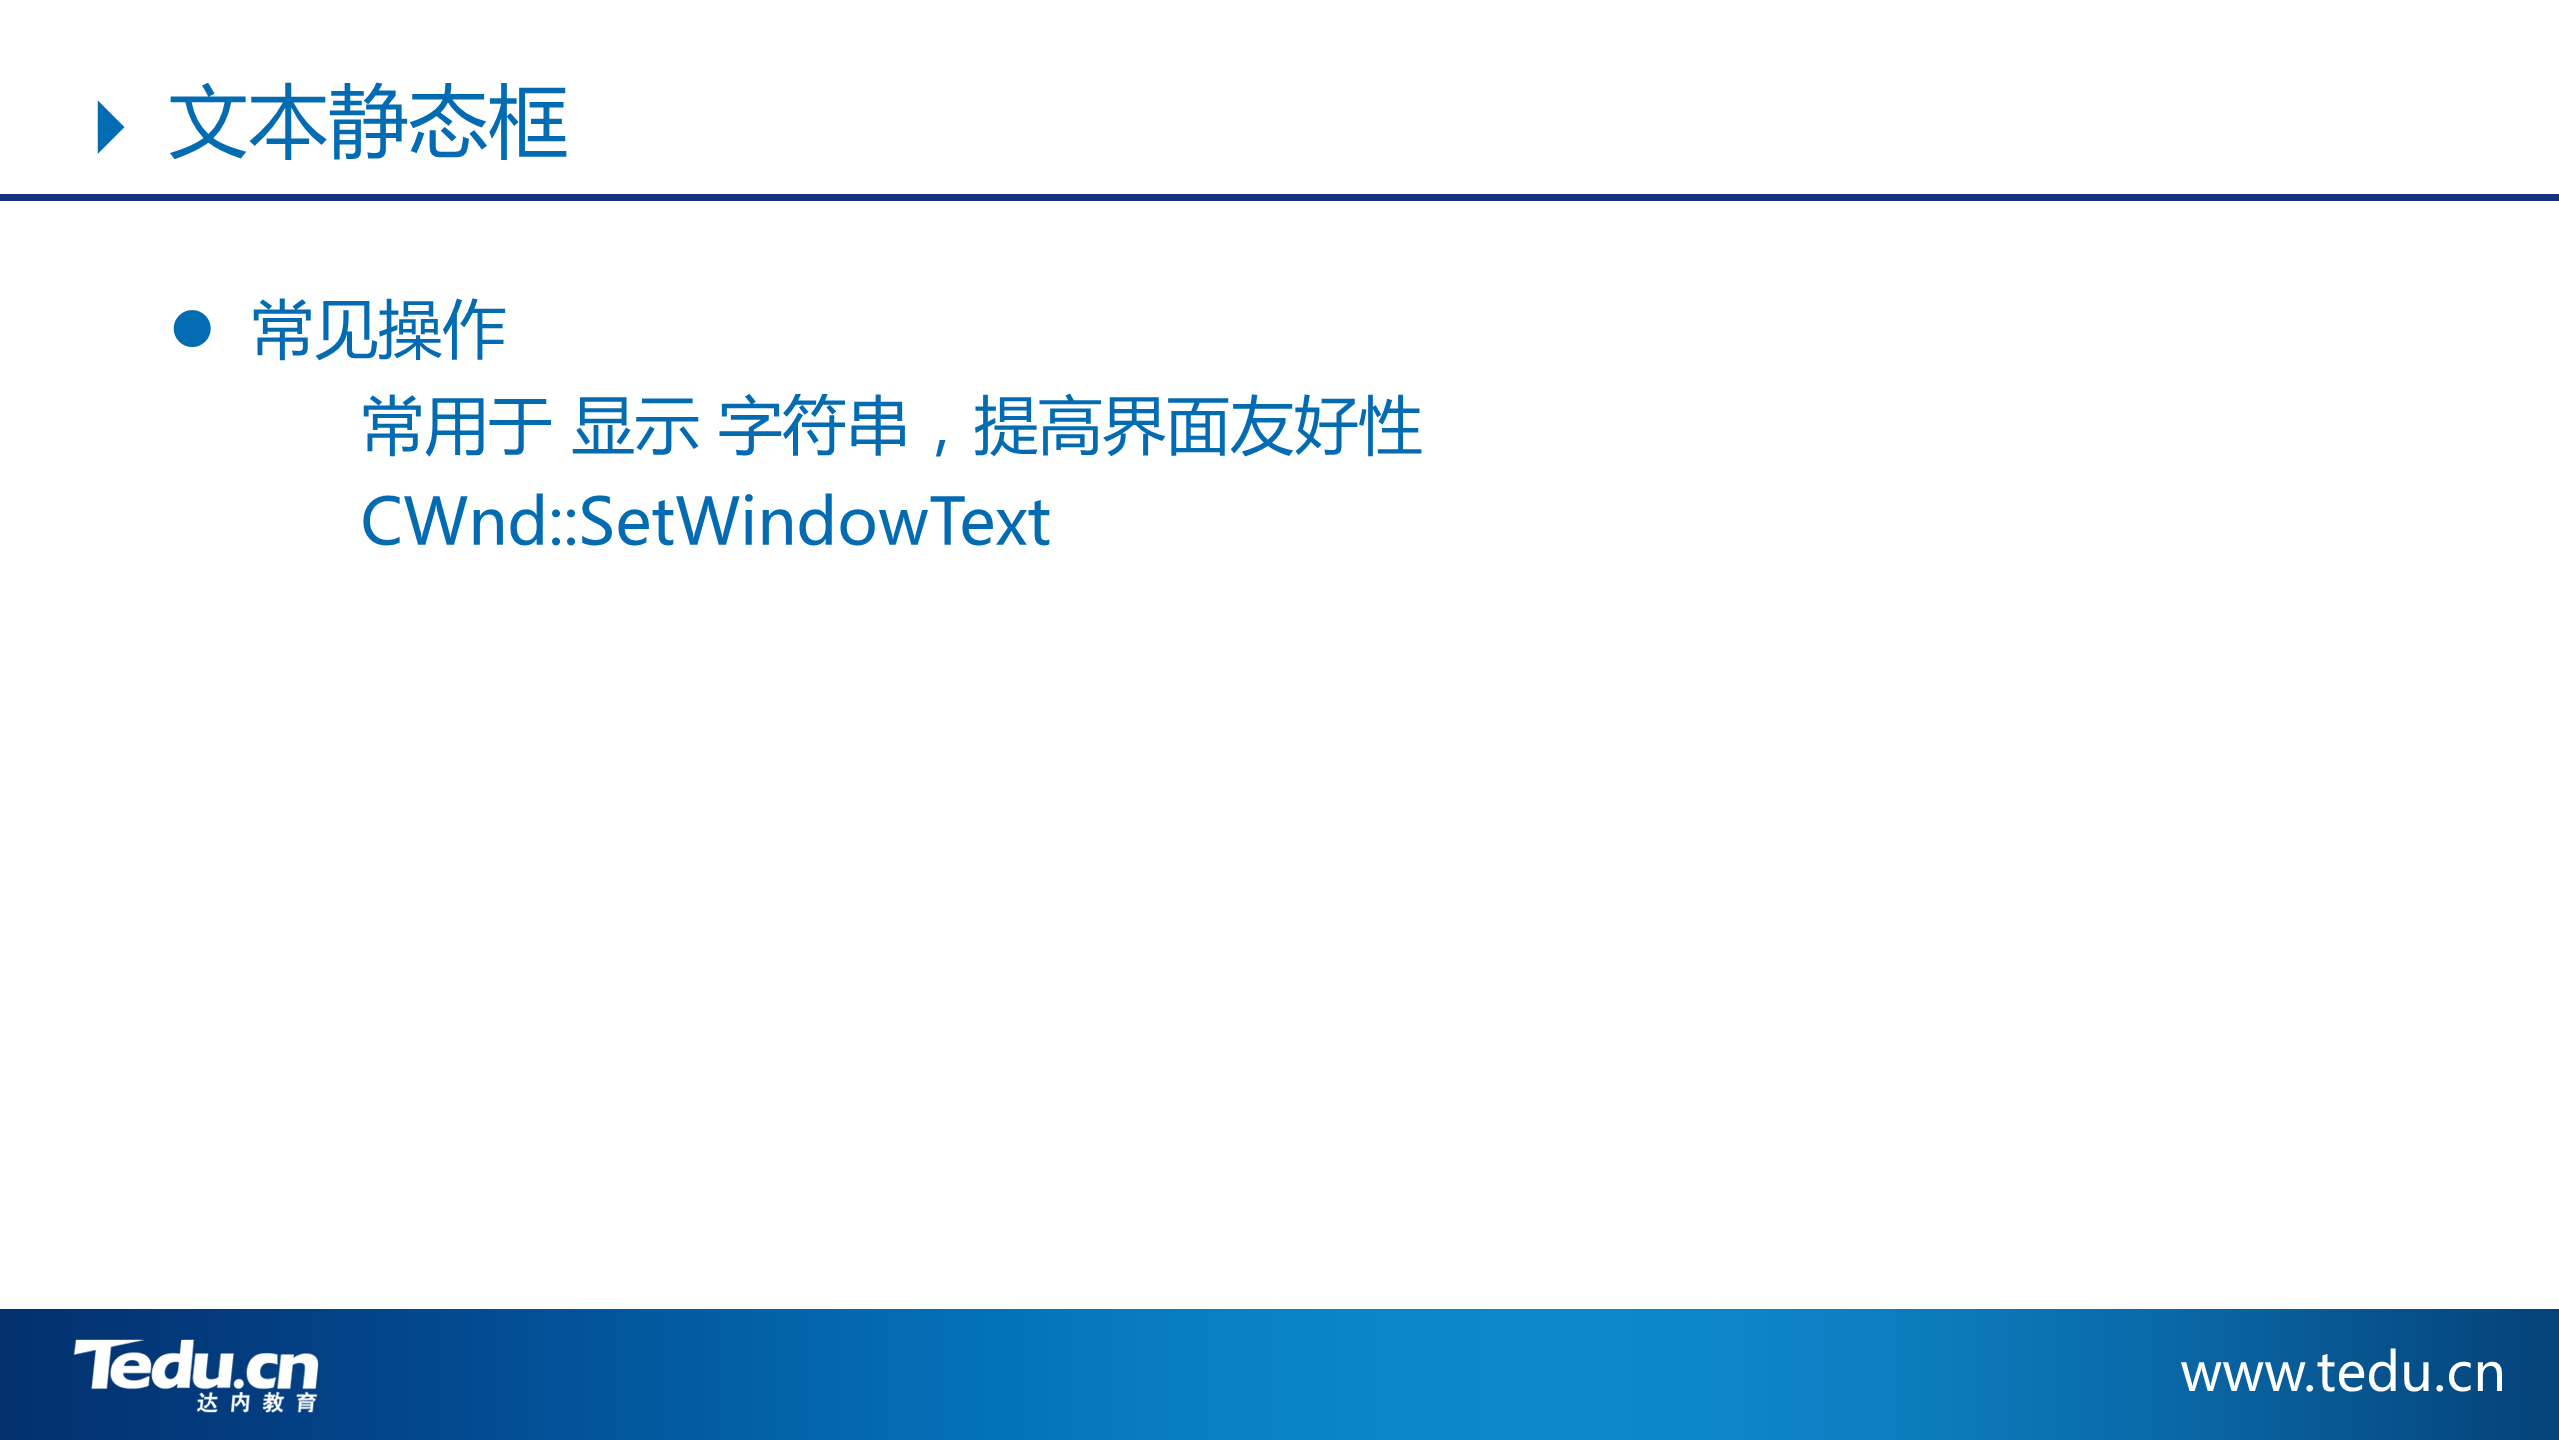 文本静态框
常见操作
常用于 显示 字符串，提高界面友好性
CWnd::SetWindowText
Tedu.cn
达内教育
www.tedu.cn